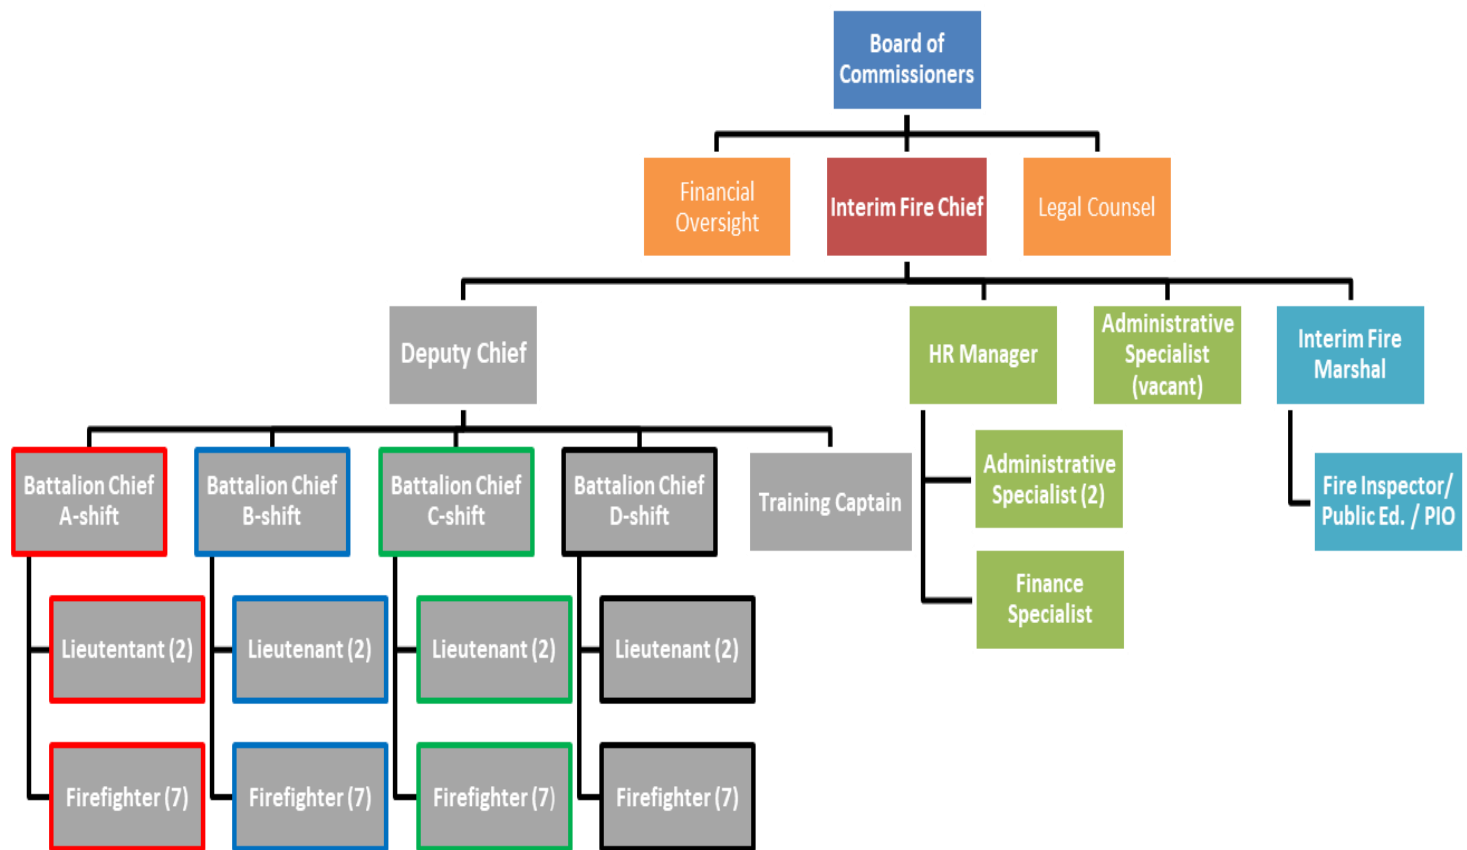 Board of
Commissioners
Financial
Oversight
Interim Fire Chief
Legal Counsel
Deputy Chief
HR Manager
Administrative
Specialist
(vacant)
Interim Fire
Marshal
Battalion Chief
A-shift
Battalion Chief
B-shift
Battalion Chief
C-shift
Battalion Chief
D-shift
Training Captain
Administrative
Specialist (2)
Fire Inspector/
Public Ed. / PIO
Finance
Specialist
Lieutentant (2)
Lieutenant (2)
Lieutenant (2)
Lieutenant (2)
Firefighter (7)
Firefighter (7)
Firefighter (7)
Firefighter (7)